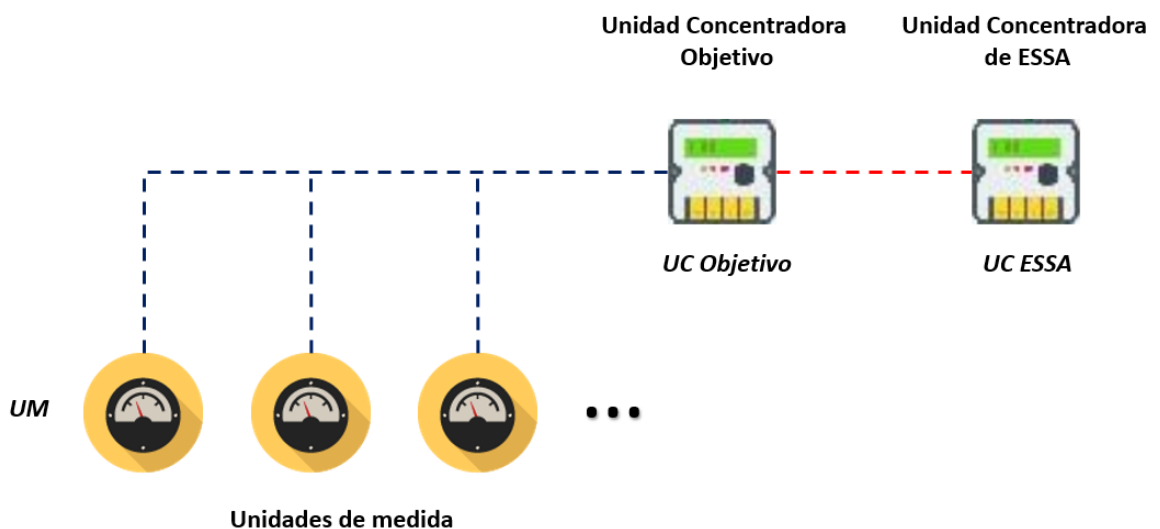 Unidad Concentradora
Objetivo
Unidad Concentradora
de ESSA
UC Objetivo
UC ESSA
UM
...
Unidades de medida